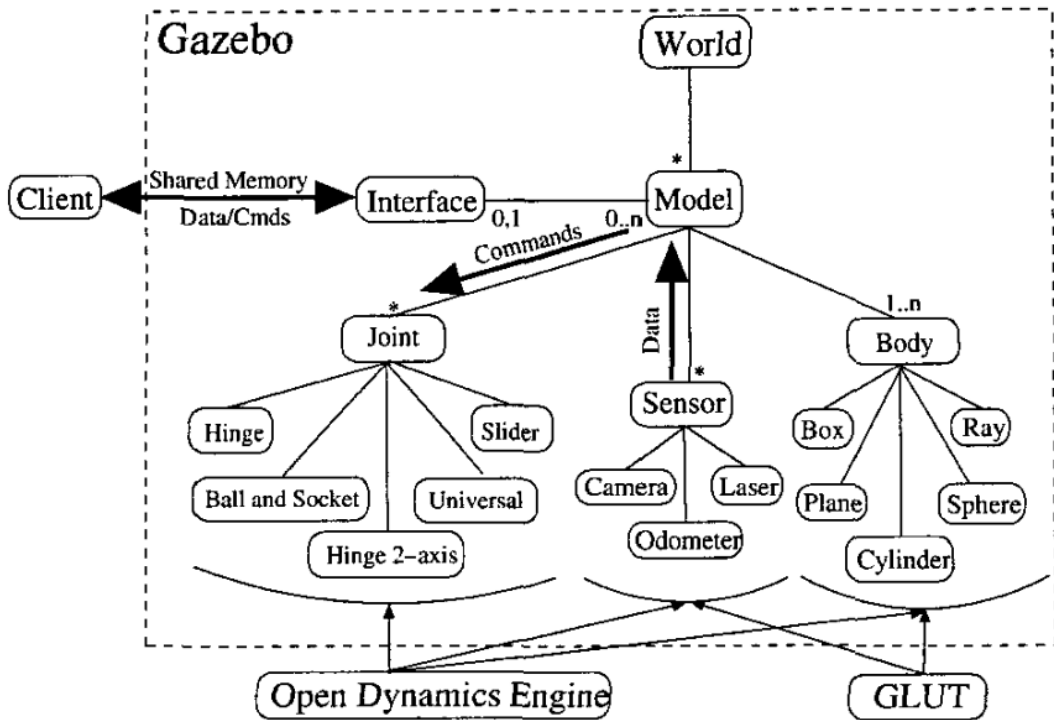 Gazebo
World
*
Client
Shared Memory
Data/Cmds
Interface
0,1
0..n
Model
Commands
*
Joint
Data
*
Sensor
1..n
Body
Hinge
Slider
Ball and Socket
Universal
Hinge 2-axis
Camera
Laser
Odometer
Box
Ray
Plane
Sphere
Cylinder
Open Dynamics Engine
GLUT